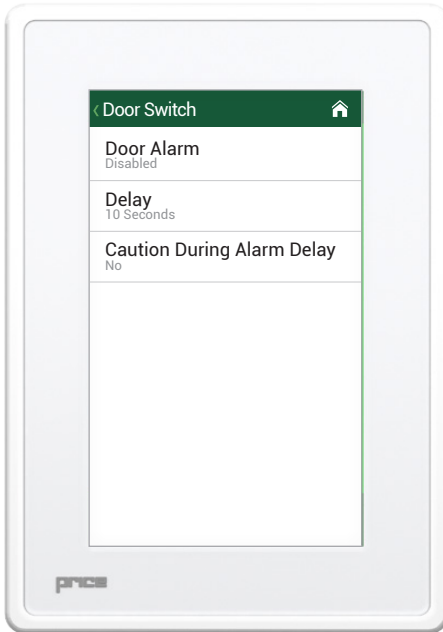 Door Switch
Door Alarm
Disabled
Delay
10 Seconds
Caution During Alarm Delay
No
price